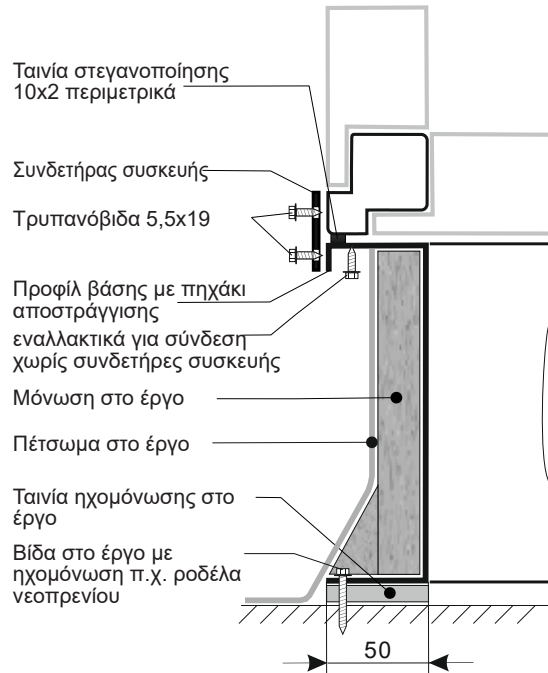 Ταινία στεγανοποίησης
10x2 περιμετρικά
Συνδετήρας συσκευής
Τρυπανόβιδα 5,5x19
Προφίλ βάσης με πηχάκι
αποστράγγισης
εναλλακτικά για σύνδεση
χωρίς συνδετήρες συσκευής
Μόνωση στο έργο
Πέτσωμα στο έργο
Ταινία ηχομόνωσης στο
έργο
Βίδα στο έργο με
ηχομόνωση π.χ. ροδέλα
νεοπρενίου
50